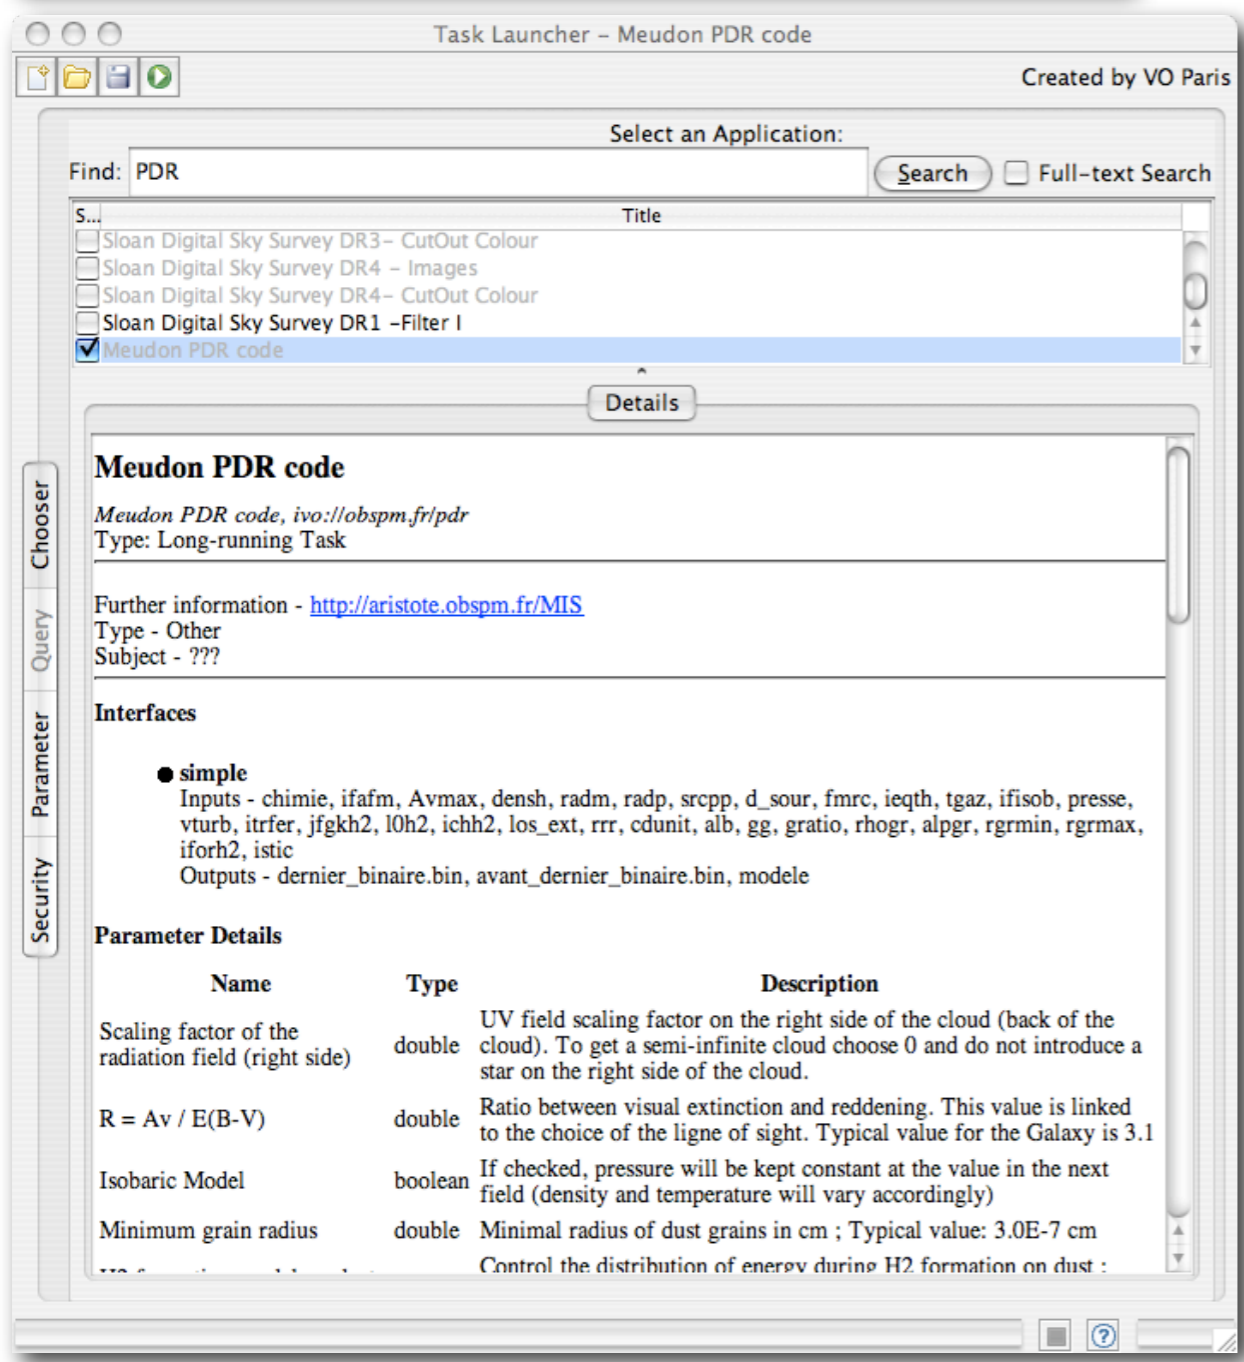 Task Launcher – Meudon PDR code
Created by VO Paris
Select an Application:
Find: PDR Search Full-text Search
S... Title
Sloan Digital Sky Survey DR3- CutOut Colour
Sloan Digital Sky Survey DR4 - Images
Sloan Digital Sky Survey DR4- CutOut Colour
Sloan Digital Sky Survey DR1 -Filter I
Meudon PDR code
Details
Chooser
Query
Parameter
Security
Meudon PDR code
Meudon PDR code, ivo://obspm.fr/pdr
Type: Long-running Task
Further information - http://aristote.obspm.fr/MIS
Type - Other
Subject - ???
Interfaces
simple
Inputs - chimie, ifafm, Avmax, densh, radm, radp, srcpp, d_sour, fmrc, ieqth, tgaz, ifisob, presse,
vturb, itrfer, jfgkh2, l0h2, ichh2, los_ext, rrr, cdunit, alb, gg, gratio, rhogr, alpgr, rgrmin, rgrmax,
iforh2, istic
Outputs - dernier_binaire.bin, avant_dernier_binaire.bin, modele
Parameter Details
Name Type Description
Scaling factor of the
radiation field (right side)
double
UV field scaling factor on the right side of the cloud (back of the
cloud). To get a semi-infinite cloud choose 0 and do not introduce a
star on the right side of the cloud.
R = Av / E(B-V)
double
Ratio between visual extinction and reddening. This value is linked
to the choice of the ligne of sight. Typical value for the Galaxy is 3.1
Isobaric Model
boolean
If checked, pressure will be kept constant at the value in the next
field (density and temperature will vary accordingly)
Minimum grain radius double Minimal radius of dust grains in cm ; Typical value: 3.0E-7 cm
Control the distribution of energy during H2 formation on dust :